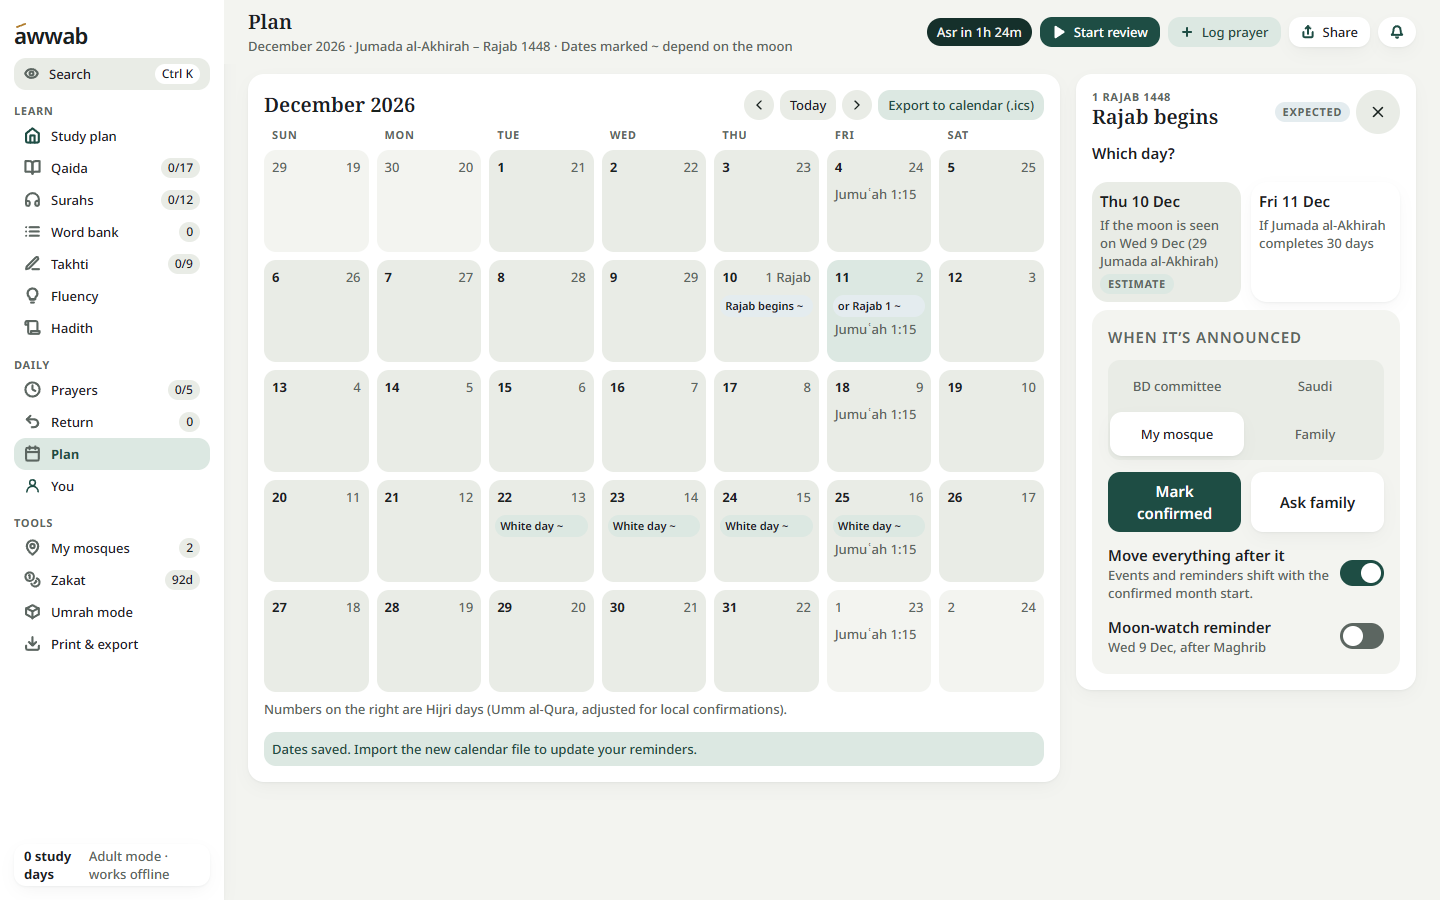 awwab
Search Ctrl K
LEARN
Study plan
Qaida 0/17
Surahs 0/12
Word bank 0
Takhti 0/9
Fluency
Hadith
DAILY
Prayers 0/5
Return 0
Plan
You
TOOLS
My mosques 2
Zakat 92d
Umrah mode
Print & export
0 study days
Adult mode · works offline
Plan
December 2026 · Jumada al-Akhirah – Rajab 1448 · Dates marked ~ depend on the moon
Asr in 1h 24m
Start review
Log prayer
Share
December 2026
Today
Export to calendar (.ics)
SUN MON TUE WED THU FRI SAT
29 19 30 20 1 21 2 22 3 23 4 24 5 25
Jumuʿah 1:15
6 26 7 27 8 28 9 29 10 1 Rajab 11 2 12 3
Rajab begins ~ or Rajab 1 ~
Jumuʿah 1:15
13 4 14 5 15 6 16 7 17 8 18 9 19 10
Jumuʿah 1:15
20 11 21 12 22 13 23 14 24 15 25 16 26 17
White day ~ White day ~ White day ~ White day ~
Jumuʿah 1:15
27 18 28 19 29 20 30 21 31 22 1 23 2 24
Jumuʿah 1:15
Numbers on the right are Hijri days (Umm al-Qura, adjusted for local confirmations).
Dates saved. Import the new calendar file to update your reminders.
1 RAJAB 1448
Rajab begins
EXPECTED
Which day?
Thu 10 Dec
If the moon is seen
on Wed 9 Dec (29
Jumada al-Akhirah)
ESTIMATE
Fri 11 Dec
If Jumada al-Akhirah
completes 30 days
WHEN IT’S ANNOUNCED
BD committee Saudi
My mosque Family
Mark
confirmed
Ask family
Move everything after it
Events and reminders shift with the
confirmed month start.
Moon-watch reminder
Wed 9 Dec, after Maghrib